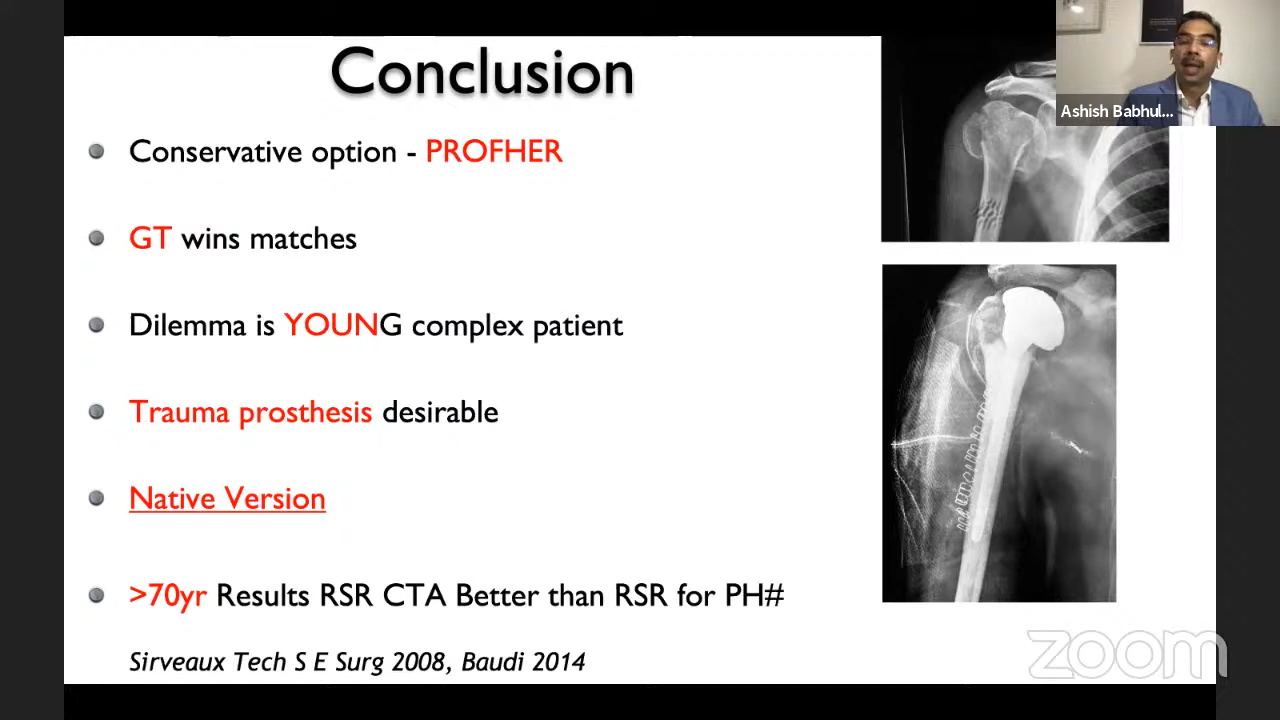 Conclusion
Ashish Babhul...
Conservative option - PROFHER
GT wins matches
Dilemma is YOUNG complex patient
Trauma prosthesis desirable
Native Version
>70yr Results RSR CTA Better than RSR for PH#
Sirveaux Tech S E Surg 2008, Baudi 2014
zoom